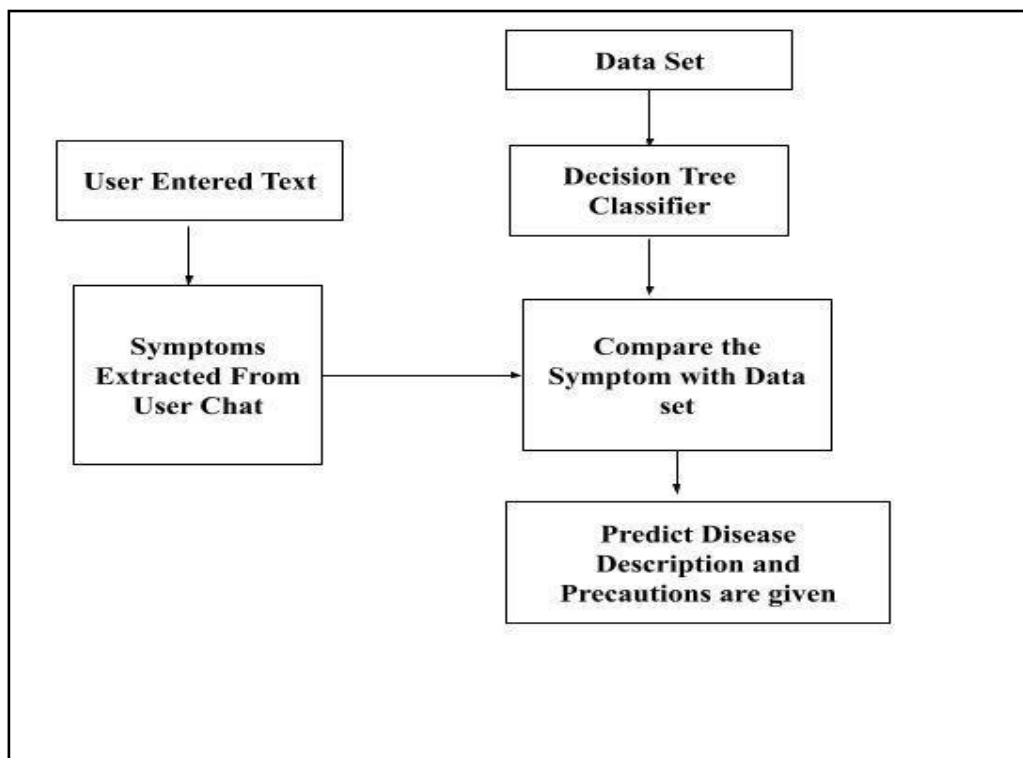 Data Set
User Entered Text
Decision Tree
Classifier
Symptoms
Extracted From
User Chat
Compare the
Symptom with Data
set
Predict Disease
Description and
Precautions are given